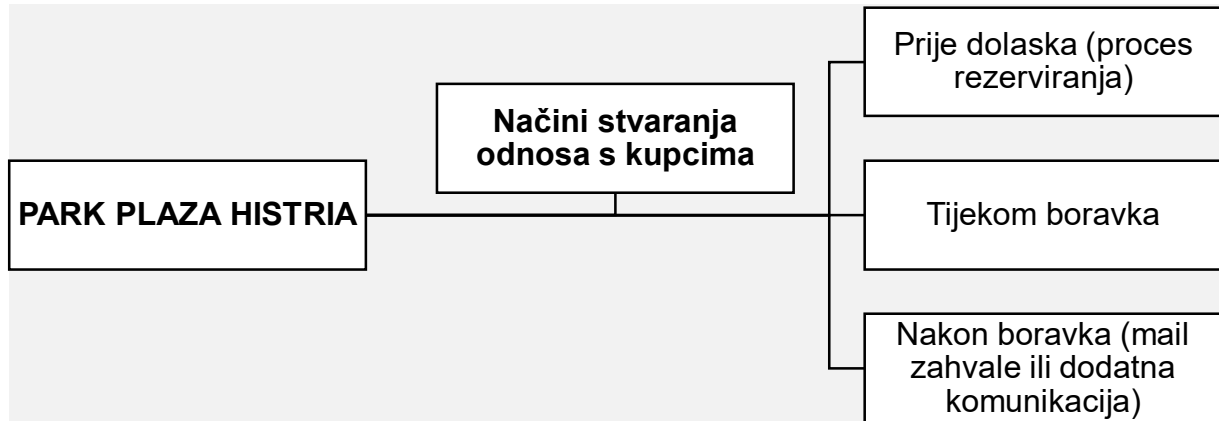 PARK PLAZA HISTRIA
Načini stvaranja
odnosa s kupcima
Prije dolaska (proces
rezerviranja)
Tijekom boravka
Nakon boravka (mail
zahvale ili dodatna
komunikacija)